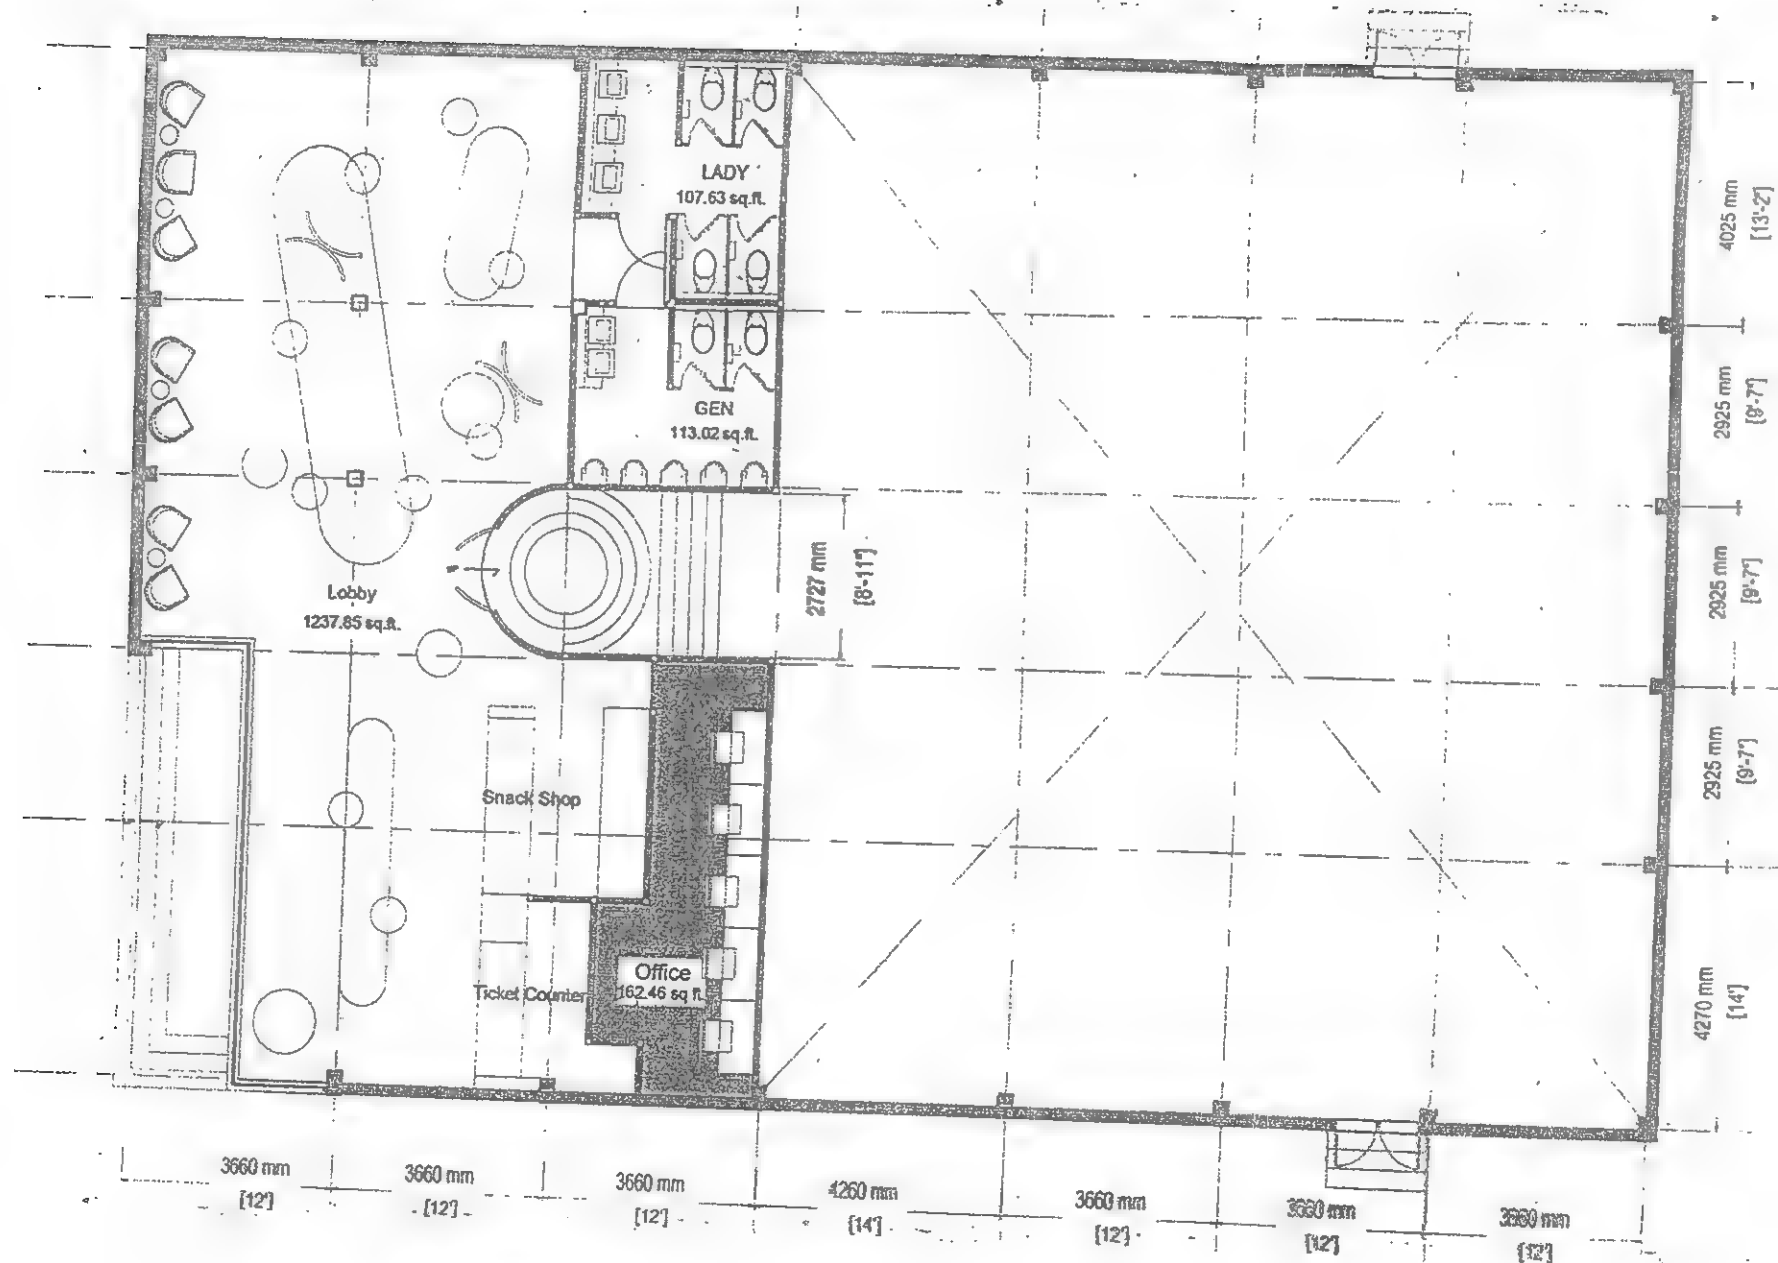 LADY
107.63 sq.ft.
4025 mm
[13'-2"]
2925 mm
[9'-7"]
GEN
113.02 sq.ft.
2727 mm
[8'-11"]
2925 mm
[9'-7"]
Lobby
1237.85 sq.ft.
2925 mm
[9'-7"]
Snack Shop
Office
162.46 sq ft.
Ticket Counter
4270 mm
[14']
3660 mm
[12']
3660 mm
[12']
3660 mm
[12']
4260 mm
[14']
3660 mm
[12']
3660 mm
[12']
3660 mm
[12']